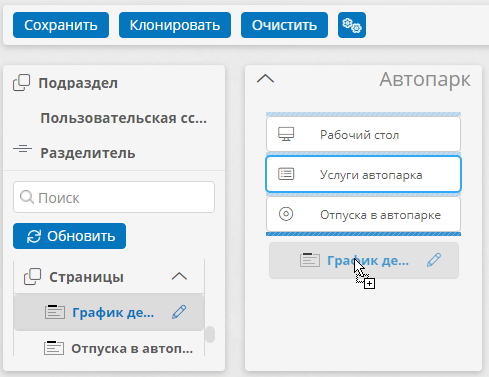 Сохранить Клонировать Очистить
Подраздел
Пользовательская сс...
Разделитель
Поиск
Обновить
Страницы
График де...
Отпуска в автоп...
Автопарк
Рабочий стол
Услуги автопарка
Отпуска в автопарке
График де...